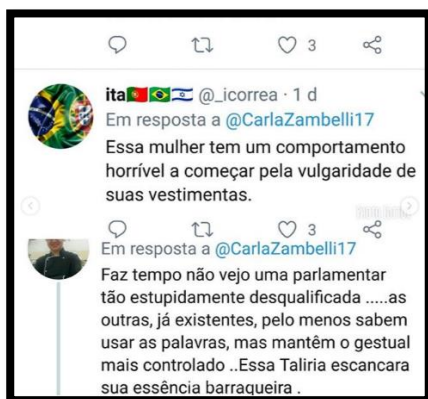 3
ita🇵🇹🇧🇷🇮🇱 @_icorrea · 1 d
Em resposta a @CarlaZambelli17
Essa mulher tem um comportamento
horrível a começar pela vulgaridade de
suas vestimentas.
3
Em resposta a @CarlaZambelli17
Faz tempo não vejo uma parlamentar
tão estupidamente desqualificada .....as
outras, já existentes, pelo menos sabem
usar as palavras, mas mantêm o gestual
mais controlado ..Essa Taliria escancara
sua essência barraqueira .